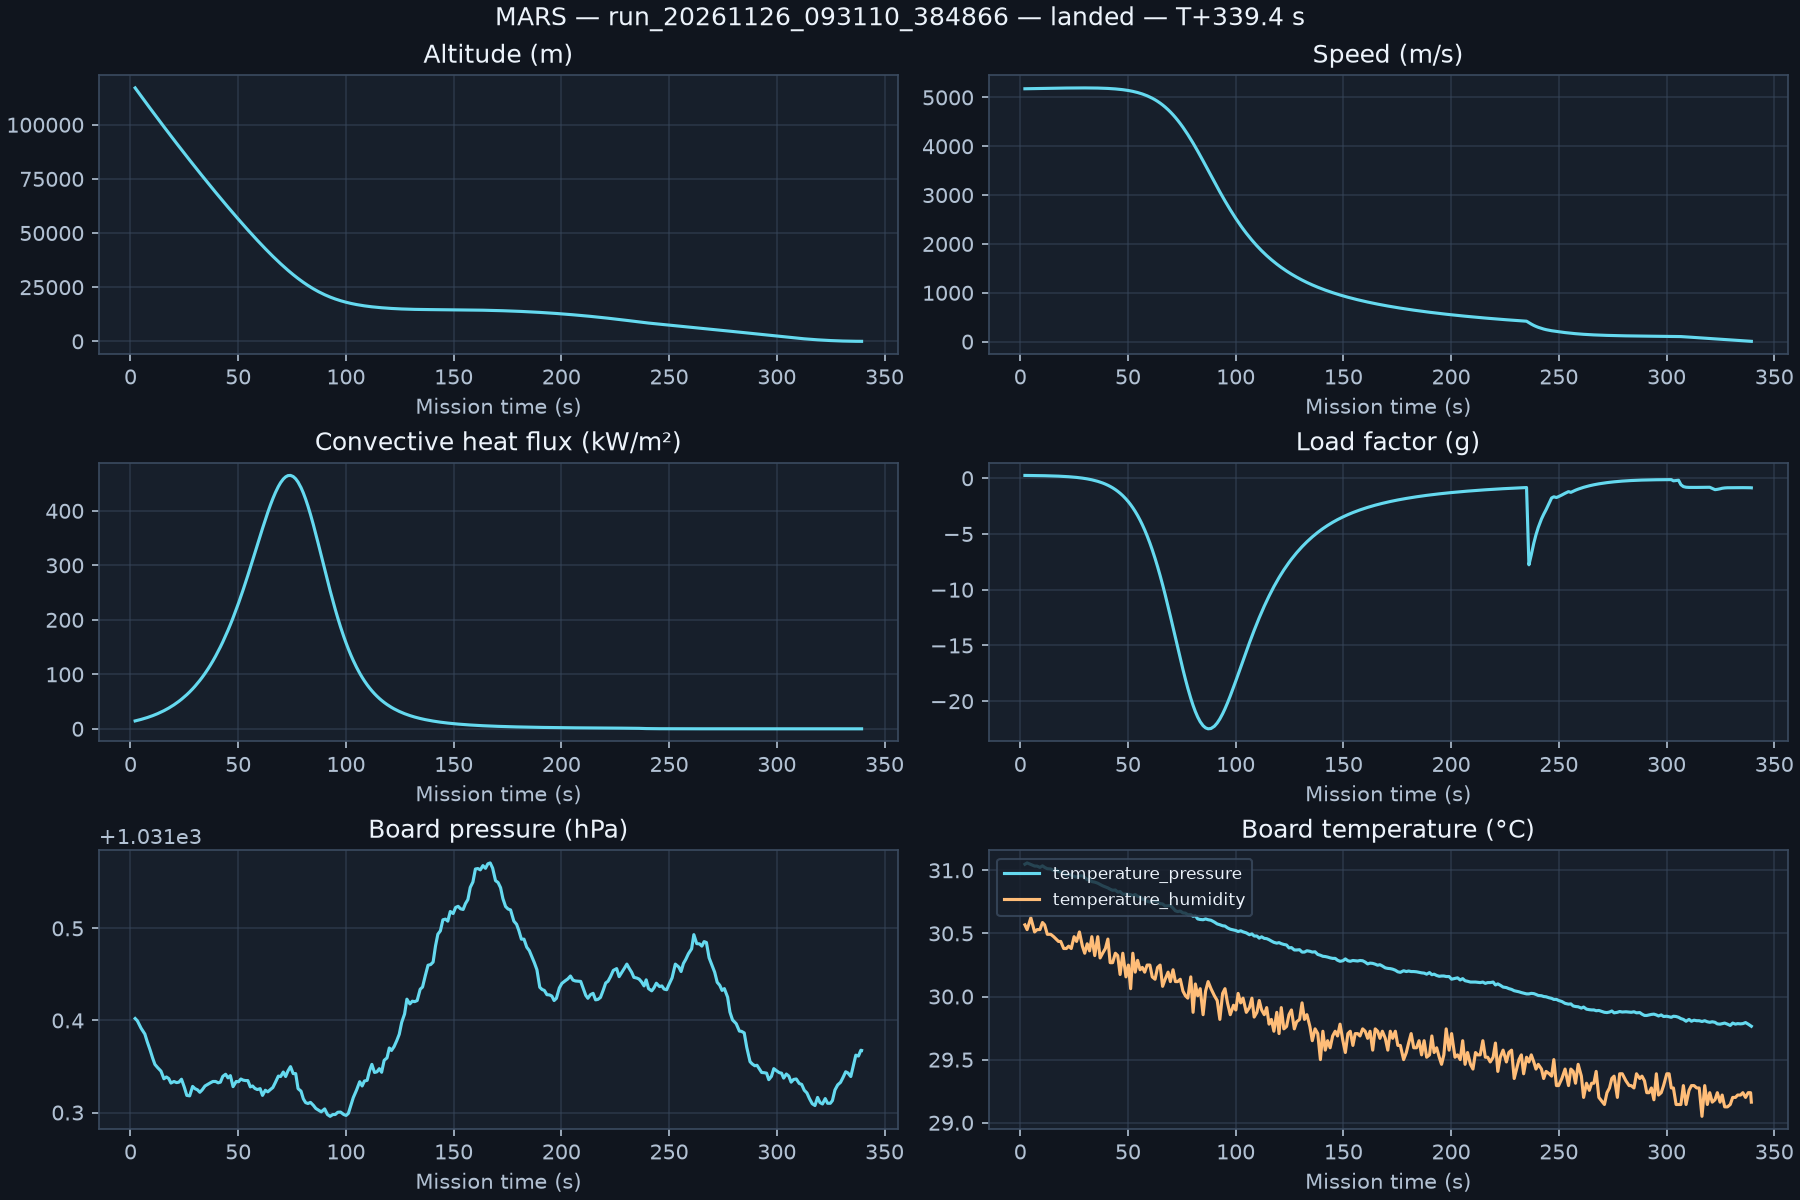 MARS — run_20261126_093110_384866 — landed — T+339.4 s
Altitude (m)
100000
75000
50000
25000
0
0 50 100 150 200 250 300 350
Mission time (s)
Speed (m/s)
5000
4000
3000
2000
1000
0
0 50 100 150 200 250 300 350
Mission time (s)
Convective heat flux (kW/m²)
400
300
200
100
0
0 50 100 150 200 250 300 350
Mission time (s)
Load factor (g)
0
−5
−10
−15
−20
0 50 100 150 200 250 300 350
Mission time (s)
Board pressure (hPa)
+1.031e3
0.5
0.4
0.3
0 50 100 150 200 250 300 350
Mission time (s)
Board temperature (°C)
31.0
30.5
30.0
29.5
29.0
temperature_pressure
temperature_humidity
0 50 100 150 200 250 300 350
Mission time (s)